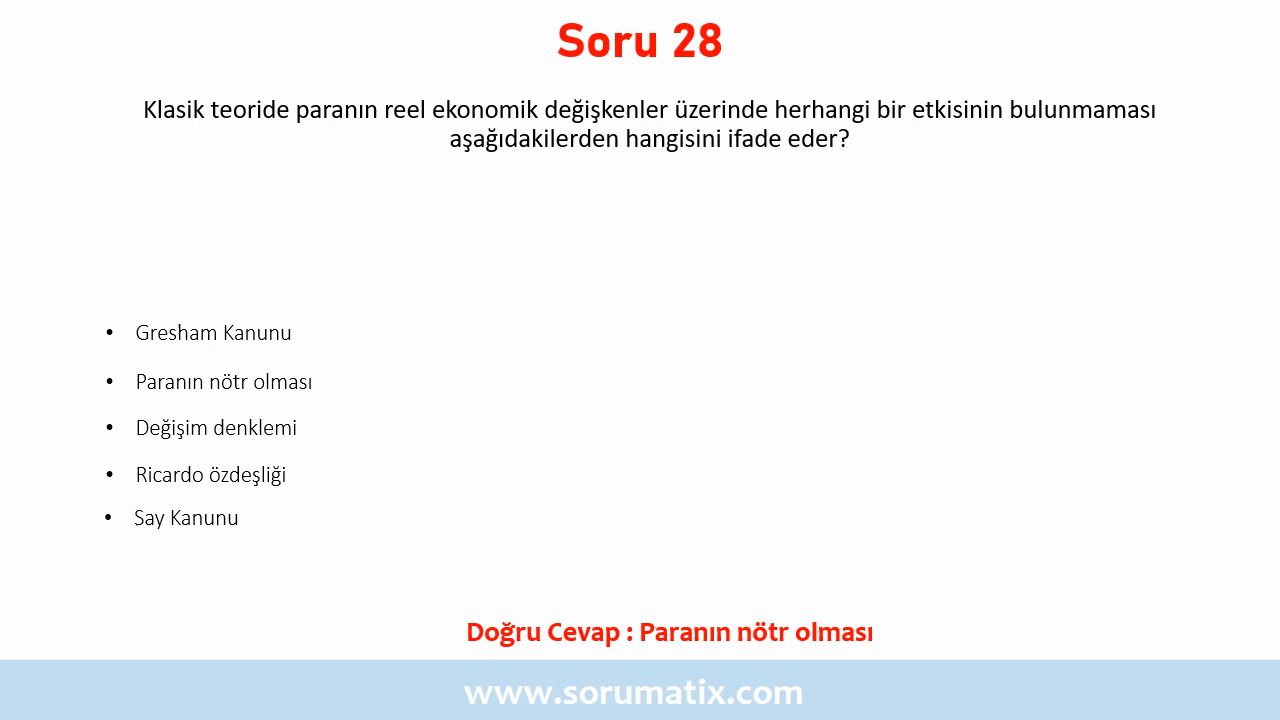 Soru 28
Klasik teoride paranın reel ekonomik değişkenler üzerinde herhangi bir etkisinin bulunmaması
aşağıdakilerden hangisini ifade eder?
• Gresham Kanunu
• Paranın nötr olması
• Değişim denklemi
• Ricardo özdeşliği
• Say Kanunu
Doğru Cevap : Paranın nötr olması
www.sorumatix.com